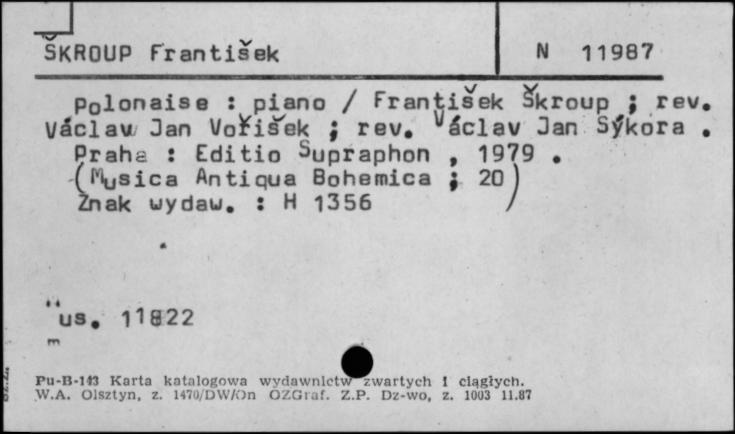 ŠKROUP František N 11987
Polonaise : piano / František Škroup ; rev.
Václav Jan Voříšek ; rev. Václav Jan Sýkora .
Praha : Editio Supraphon , 1979 .
(Musica Antiqua Bohemica ; 20)
Znak wydaw. : H 1356
mus. 11822
Pu-B-143 Karta katalogowa wydawnictw zwartych i ciągłych.
W.A. Olsztyn, z. 1470/DW/On OZGraf. Z.P. Dz-wo, z. 1003 11.87